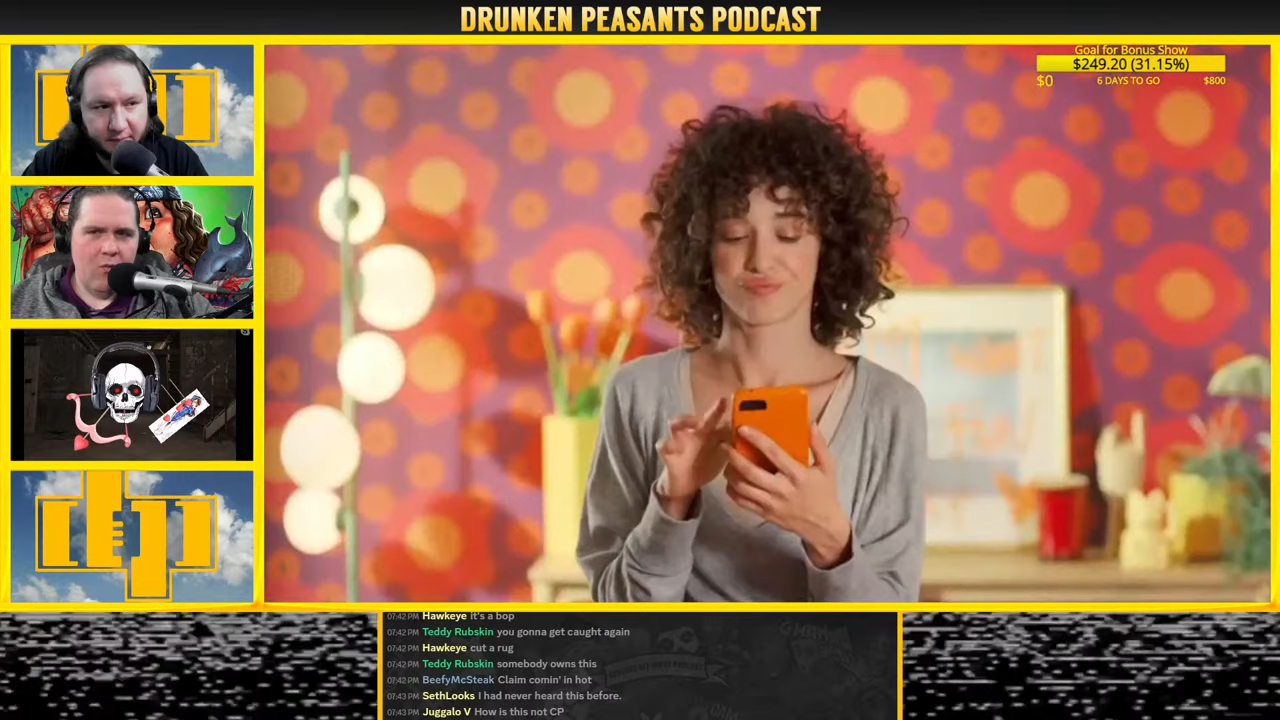 DRUNKEN PEASANTS PODCAST
Goal for Bonus Show
$249.20 (31.15%)
$0 6 DAYS TO GO $800
07:42 PM Hawkeye it's a bop
07:42 PM Teddy Rubskin you gonna get caught again
07:42 PM Hawkeye cut a rug
07:42 PM Teddy Rubskin somebody owns this
07:42 PM BeefyMcSteak Claim comin' in hot
07:43 PM SethLooks I had never heard this before.
07:43 PM Juggalo V How is this not CP